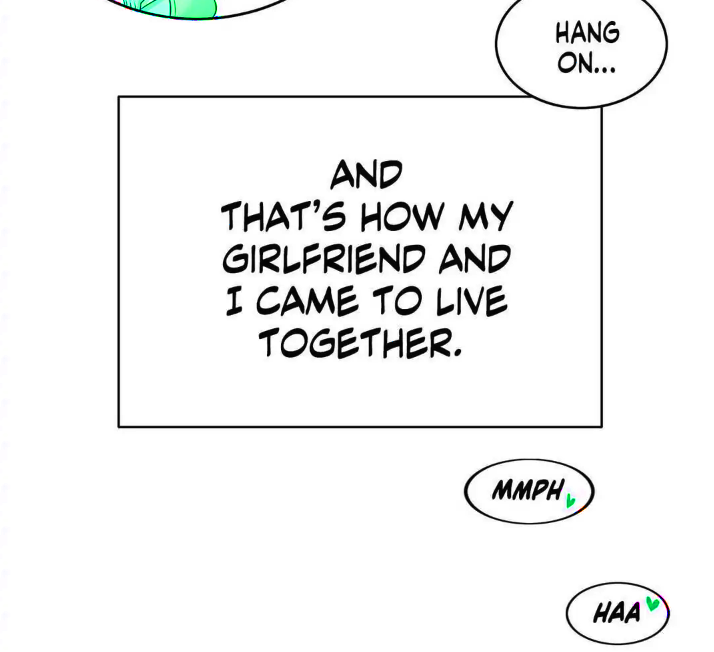 HANG
ON...
AND
THAT'S HOW MY
GIRLFRIEND AND
I CAME TO LIVE
TOGETHER.
MMPH
HAA